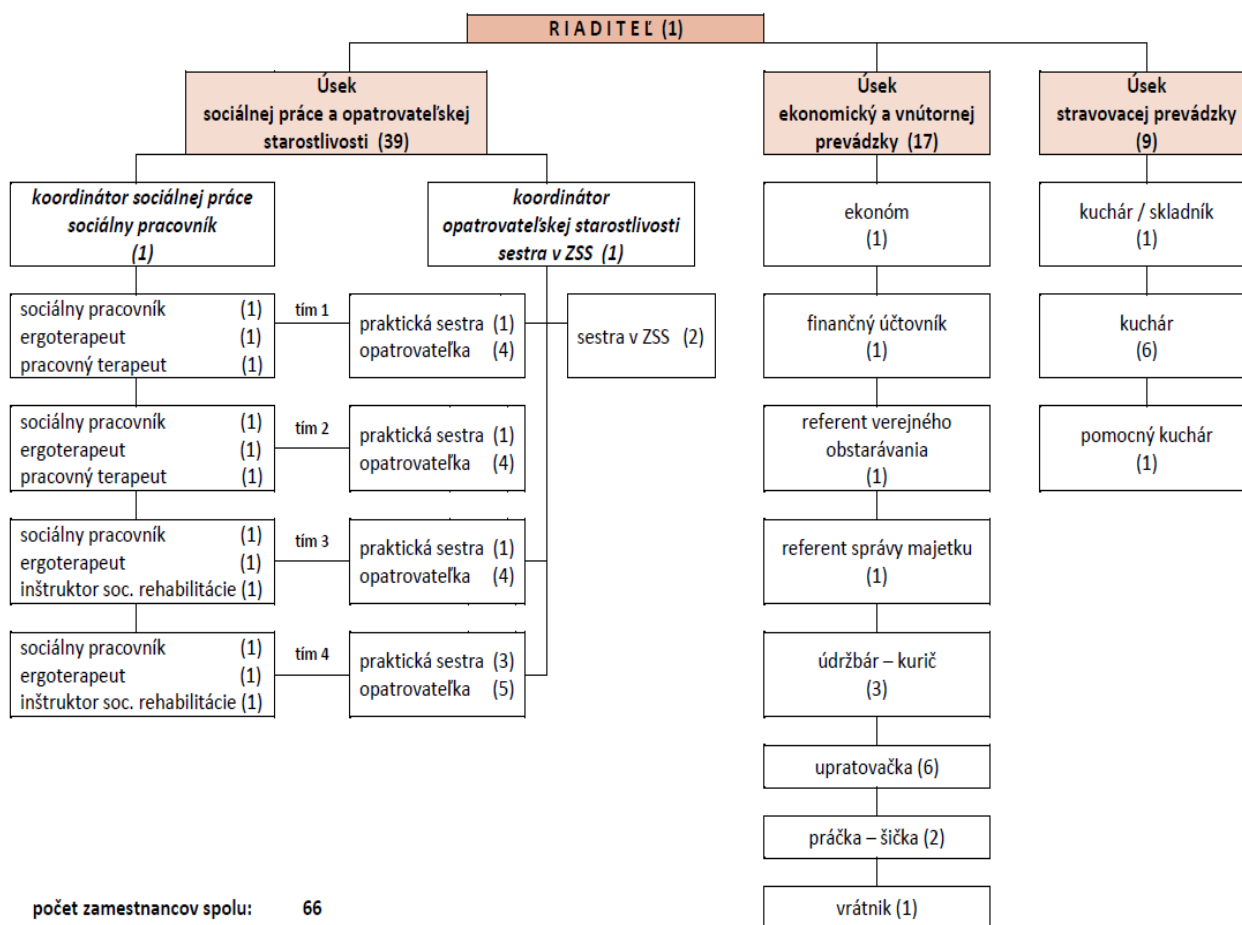 R I A D I T E Ľ (1)
Úsek
sociálnej práce a opatrovateľskej
starostlivosti (39)
Úsek
ekonomický a vnútornej
prevádzky (17)
Úsek
stravovacej prevádzky
(9)
koordinátor sociálnej práce
sociálny pracovník
(1)
koordinátor
opatrovateľskej starostlivosti
sestra v ZSS (1)
sociálny pracovník (1)
ergoterapeut (1)
pracovný terapeut (1)
tím 1
praktická sestra (1)
opatrovateľka (4)
sestra v ZSS (2)
sociálny pracovník (1)
ergoterapeut (1)
pracovný terapeut (1)
tím 2
praktická sestra (1)
opatrovateľka (4)
sociálny pracovník (1)
ergoterapeut (1)
inštruktor soc. rehabilitácie (1)
tím 3
praktická sestra (1)
opatrovateľka (4)
sociálny pracovník (1)
ergoterapeut (1)
inštruktor soc. rehabilitácie (1)
tím 4
praktická sestra (3)
opatrovateľka (5)
ekonóm
(1)
finančný účtovník
(1)
referent verejného
obstarávania
(1)
referent správy majetku
(1)
údržbár – kurič
(3)
upratovačka (6)
práčka – šička (2)
vrátnik (1)
kuchár / skladník
(1)
kuchár
(6)
pomocný kuchár
(1)
počet zamestnancov spolu: 66